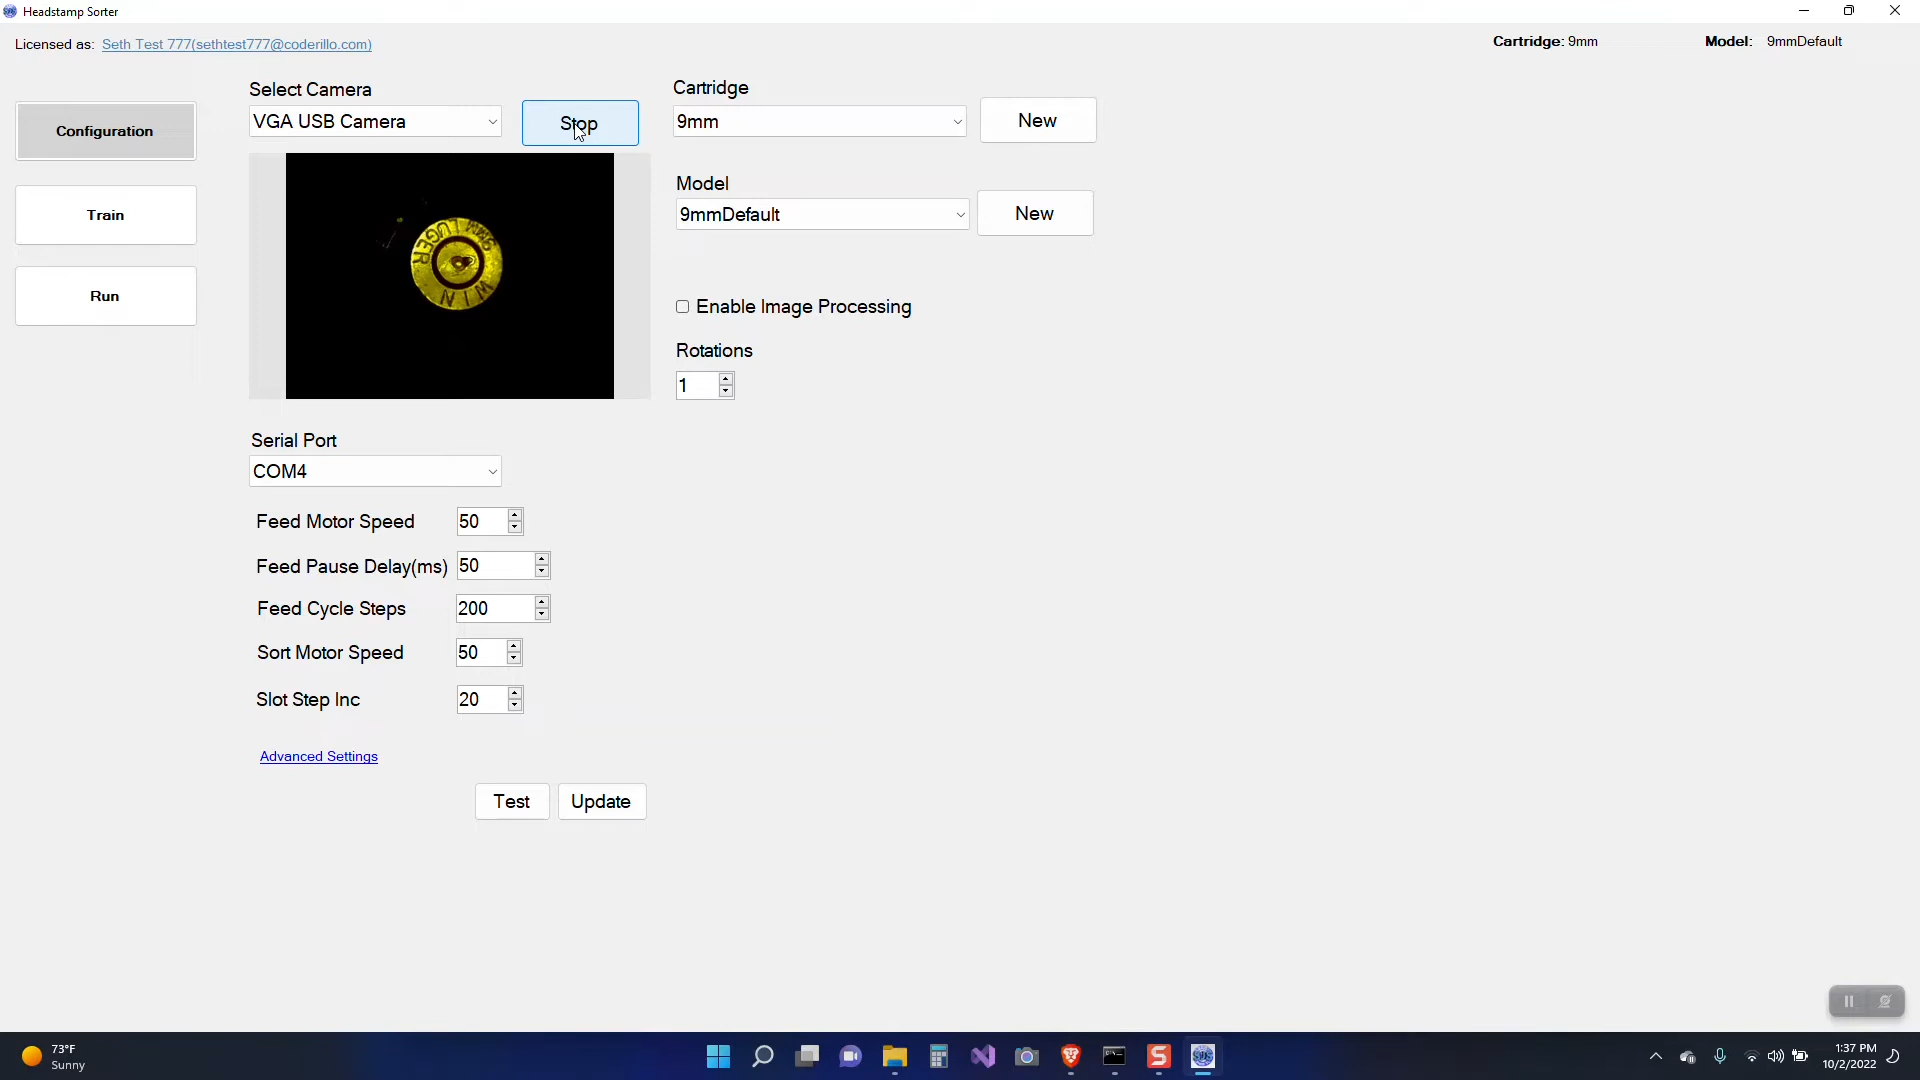 Headstamp Sorter
Licensed as: Seth Test 777(sethtest777@coderillo.com)
Cartridge: 9mm
Model: 9mmDefault
Configuration
Train
Run
Select Camera
VGA USB Camera
Stop
9MM LUGER
WIN
Serial Port
COM4
Feed Motor Speed 50
Feed Pause Delay(ms) 50
Feed Cycle Steps 200
Sort Motor Speed 50
Slot Step Inc 20
Advanced Settings
Test Update
Cartridge
9mm
New
Model
9mmDefault
New
Enable Image Processing
Rotations
1
73°F
Sunny
1:37 PM
10/2/2022